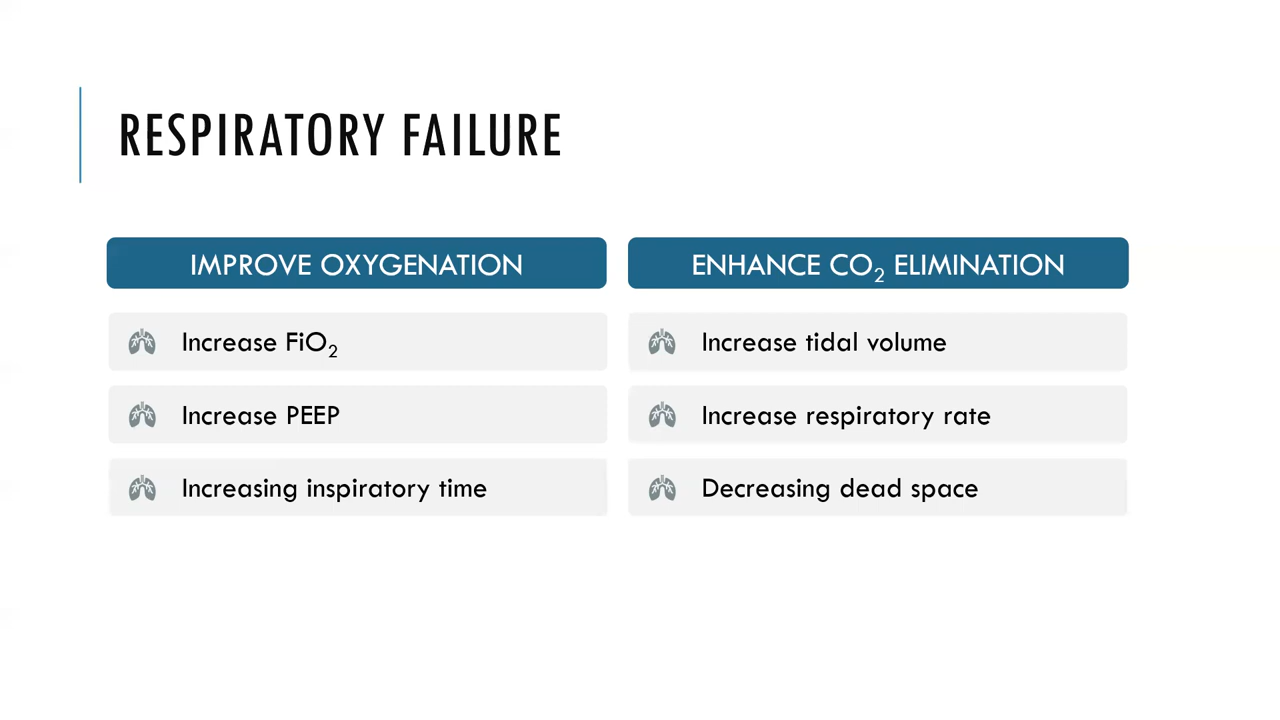 RESPIRATORY FAILURE
IMPROVE OXYGENATION
Increase FiO₂
Increase PEEP
Increasing inspiratory time
ENHANCE CO₂ ELIMINATION
Increase tidal volume
Increase respiratory rate
Decreasing dead space